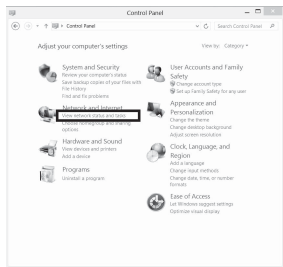 Control Panel
Control Panel
Search Control Panel
Adjust your computer's settings
View by: Category
System and Security
Review your computer's status
Save backup copies of your files with
File History
Find and fix problems
Network and Internet
View network status and tasks
Choose homegroup and sharing
options
Hardware and Sound
View devices and printers
Add a device
Programs
Uninstall a program
User Accounts and Family
Safety
Change account type
Set up Family Safety for any user
Appearance and
Personalization
Change the theme
Change desktop background
Adjust screen resolution
Clock, Language, and
Region
Add a language
Change input methods
Change date, time, or number
formats
Ease of Access
Let Windows suggest settings
Optimize visual display